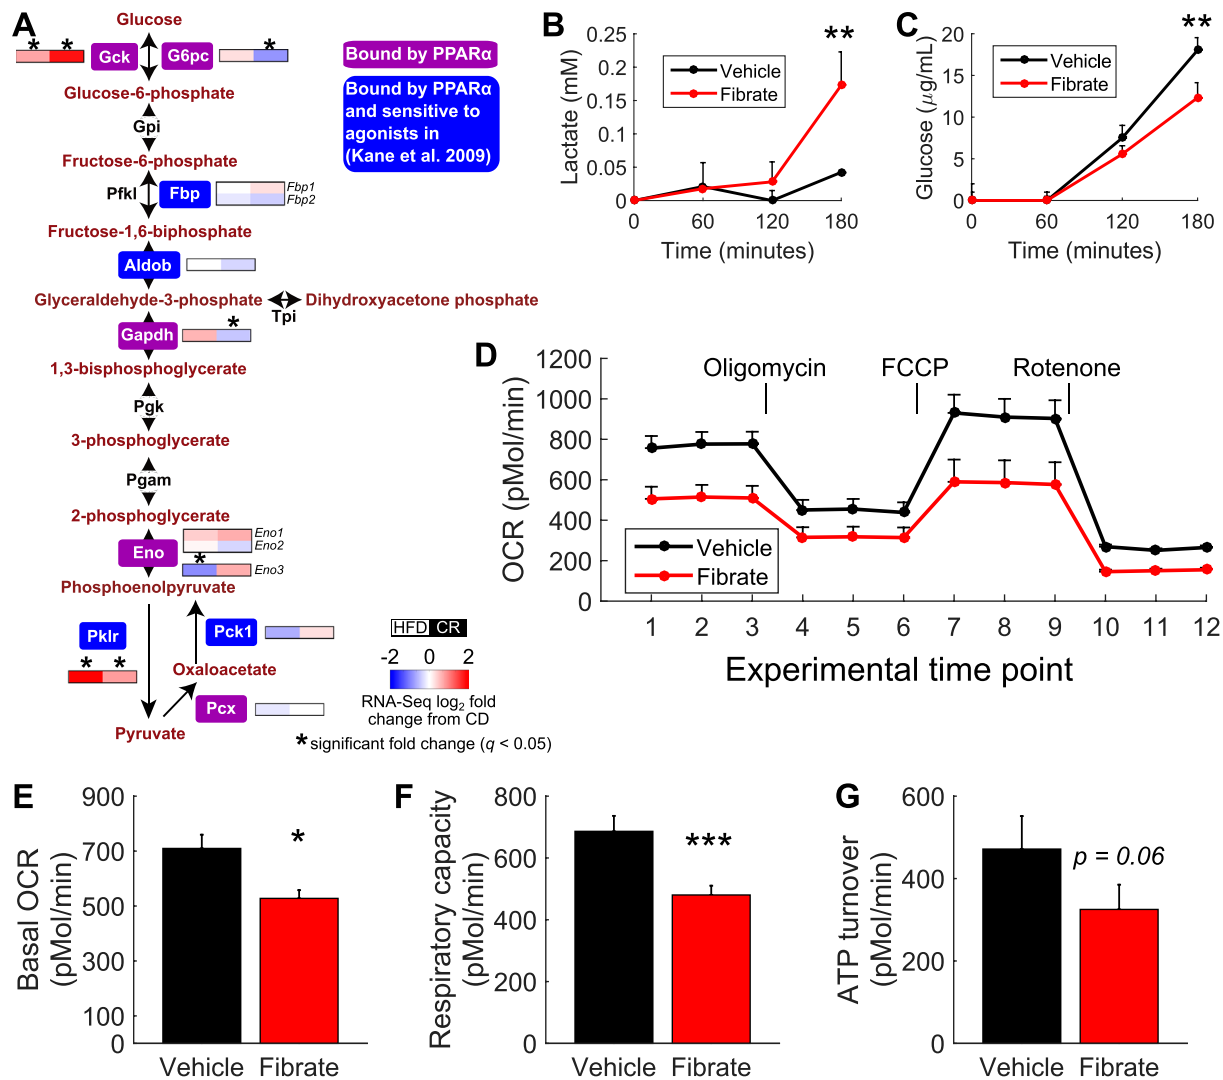 A
Glucose
* *
Gck
G6pc
*
Glucose-6-phosphate
Gpi
Fructose-6-phosphate
Pfkl
Fbp
Fbp1
Fbp2
Fructose-1,6-biphosphate
Aldob
Glyceraldehyde-3-phosphate
Dihydroxyacetone phosphate
Tpi
Gapdh
*
1,3-bisphosphoglycerate
Pgk
3-phosphoglycerate
Pgam
2-phosphoglycerate
Eno
Eno1
Eno2
*
Eno3
Phosphoenolpyruvate
Pklr
* *
Pck1
Oxaloacetate
Pcx
Pyruvate
Bound by PPARα
Bound by PPARα
and sensitive to
agonists in
(Kane et al. 2009)
HFD CR
-2 0 2
RNA-Seq log2 fold
change from CD
*significant fold change (q < 0.05)
B
Lactate (mM)
0.25
0.2
0.15
0.1
0.05
0
Vehicle
Fibrate
**
0 60 120 180
Time (minutes)
C
Glucose (µg/mL)
20
15
10
5
0
Vehicle
Fibrate
**
0 60 120 180
Time (minutes)
D
OCR (pMol/min)
1200
1000
800
600
400
200
0
Oligomycin
FCCP
Rotenone
Vehicle
Fibrate
1 2 3 4 5 6 7 8 9 10 11 12
Experimental time point
E
Basal OCR
(pMol/min)
900
700
500
300
100
0
*
Vehicle Fibrate
F
Respiratory capacity
(pMol/min)
800
600
400
200
0
***
Vehicle Fibrate
G
ATP turnover
(pMol/min)
600
400
200
0
p = 0.06
Vehicle Fibrate